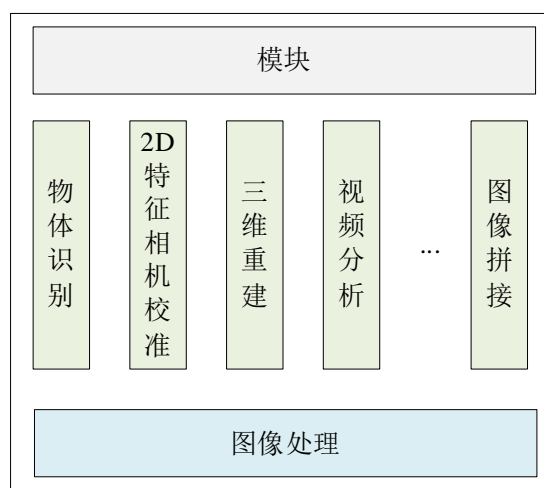 模块
物体识别
2D特征相机校准
三维重建
视频分析
...
图像拼接
图像处理